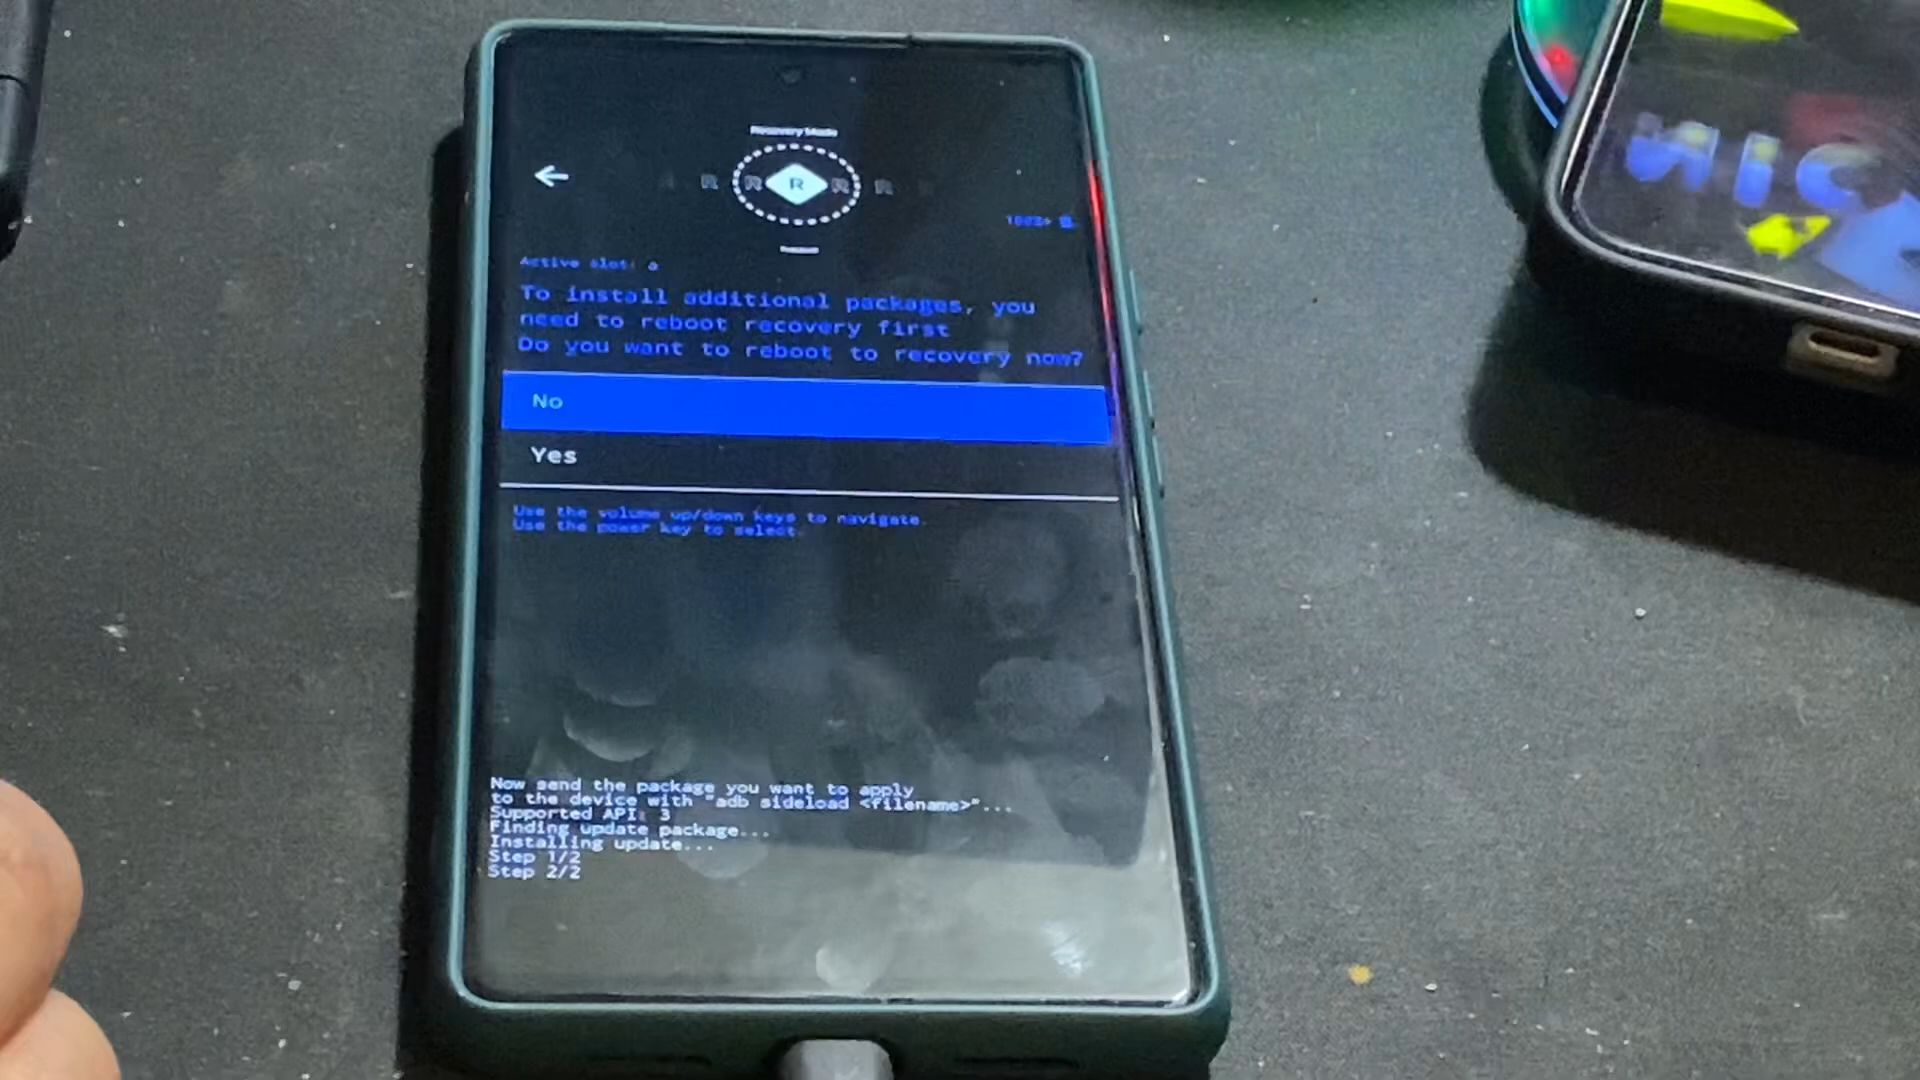 Recovery Mode
R R R R R
Active slot: a
To install additional packages, you
need to reboot recovery first
Do you want to reboot to recovery now?
No
Yes
Use the volume up/down keys to navigate.
Use the power key to select.
Now send the package you want to apply
to the device with "adb sideload <filename>"...
Supported API: 3
Finding update package...
Installing update...
Step 1/2
Step 2/2